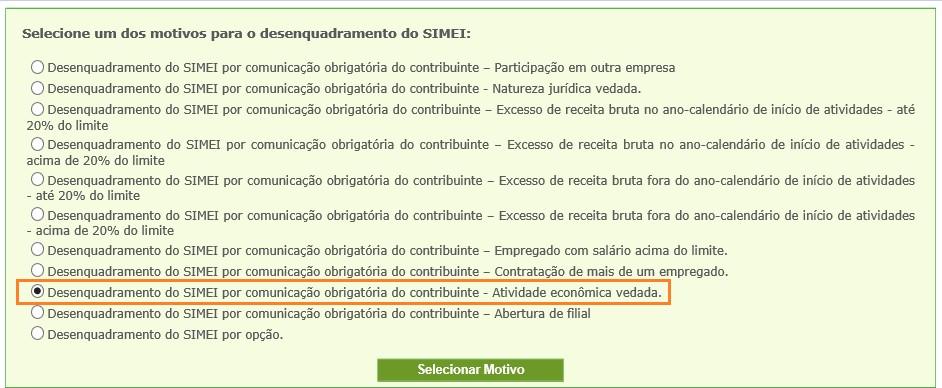 Selecione um dos motivos para o desenquadramento do SIMEI:
Desenquadramento do SIMEI por comunicação obrigatória do contribuinte – Participação em outra empresa
Desenquadramento do SIMEI por comunicação obrigatória do contribuinte - Natureza jurídica vedada.
Desenquadramento do SIMEI por comunicação obrigatória do contribuinte – Excesso de receita bruta no ano-calendário de início de atividades - até
20% do limite
Desenquadramento do SIMEI por comunicação obrigatória do contribuinte – Excesso de receita bruta no ano-calendário de início de atividades -
acima de 20% do limite
Desenquadramento do SIMEI por comunicação obrigatória do contribuinte – Excesso de receita bruta fora do ano-calendário de início de atividades
- até 20% do limite
Desenquadramento do SIMEI por comunicação obrigatória do contribuinte – Excesso de receita bruta fora do ano-calendário de início de atividades
- acima de 20% do limite
Desenquadramento do SIMEI por comunicação obrigatória do contribuinte – Empregado com salário acima do limite.
Desenquadramento do SIMEI por comunicação obrigatória do contribuinte – Contratação de mais de um empregado.
Desenquadramento do SIMEI por comunicação obrigatória do contribuinte - Atividade econômica vedada.
Desenquadramento do SIMEI por comunicação obrigatória do contribuinte – Abertura de filial
Desenquadramento do SIMEI por opção.
Selecionar Motivo